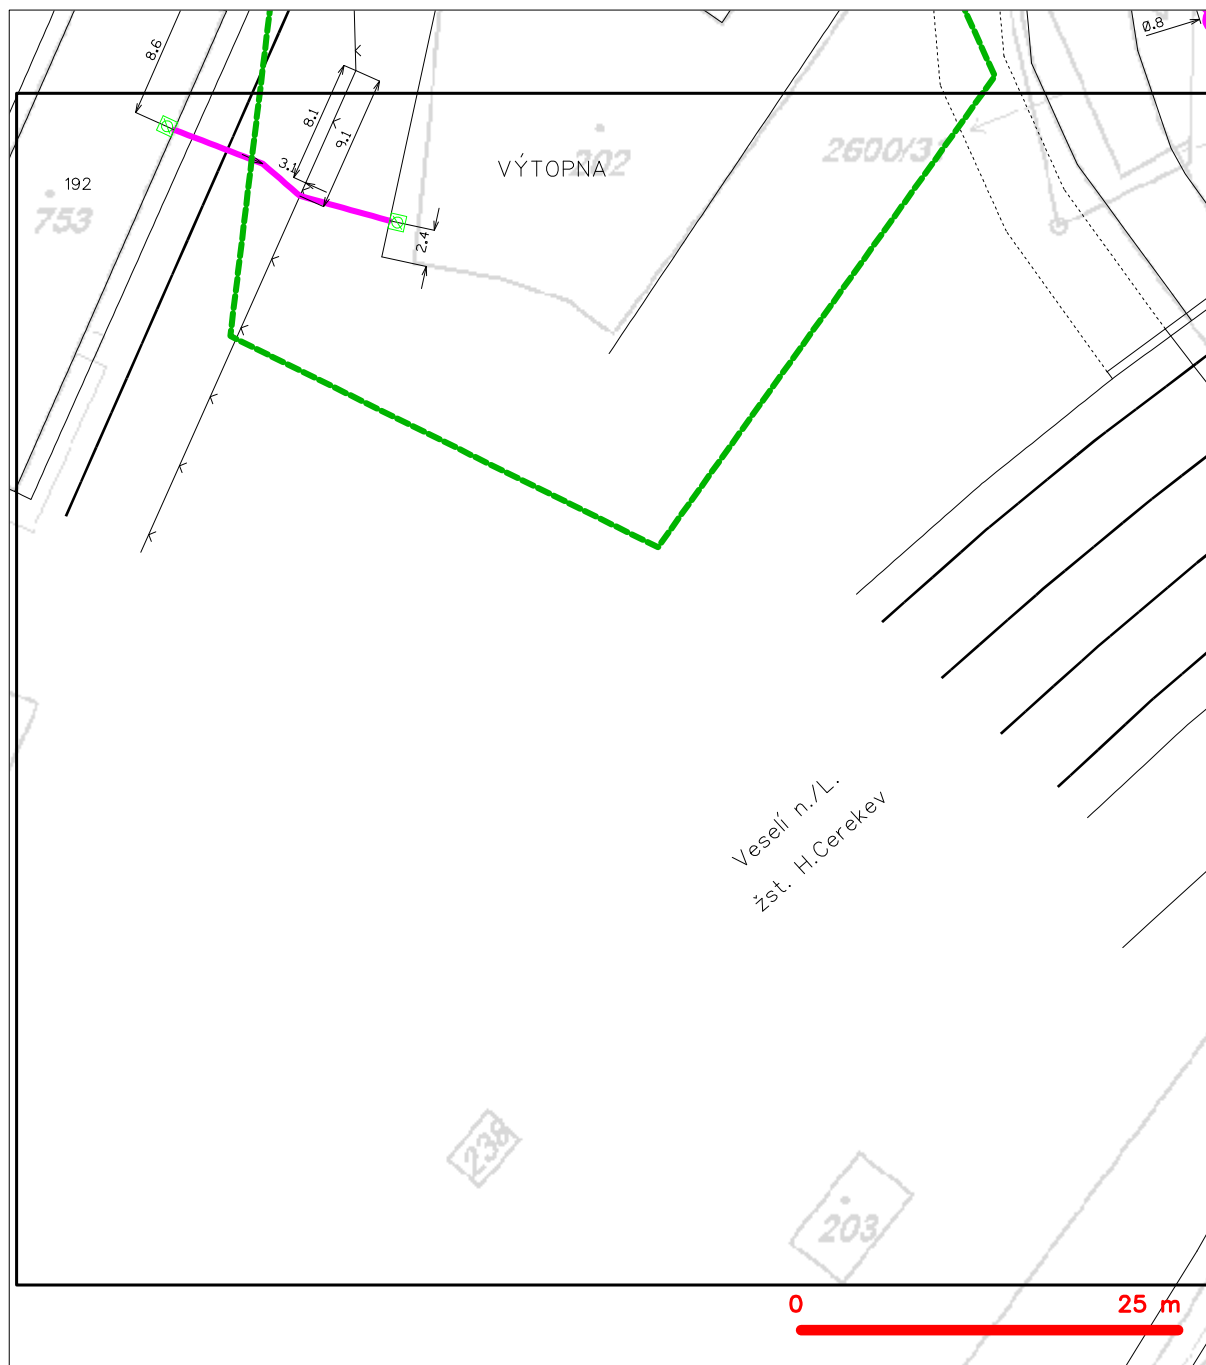 8.6
Ø.8
8.1
9.1
3.1
2.4
192
753
VÝTOPNA
202
2600/31
Veselí n./L.
žst. H.Cerekev
238
203
0
25 m